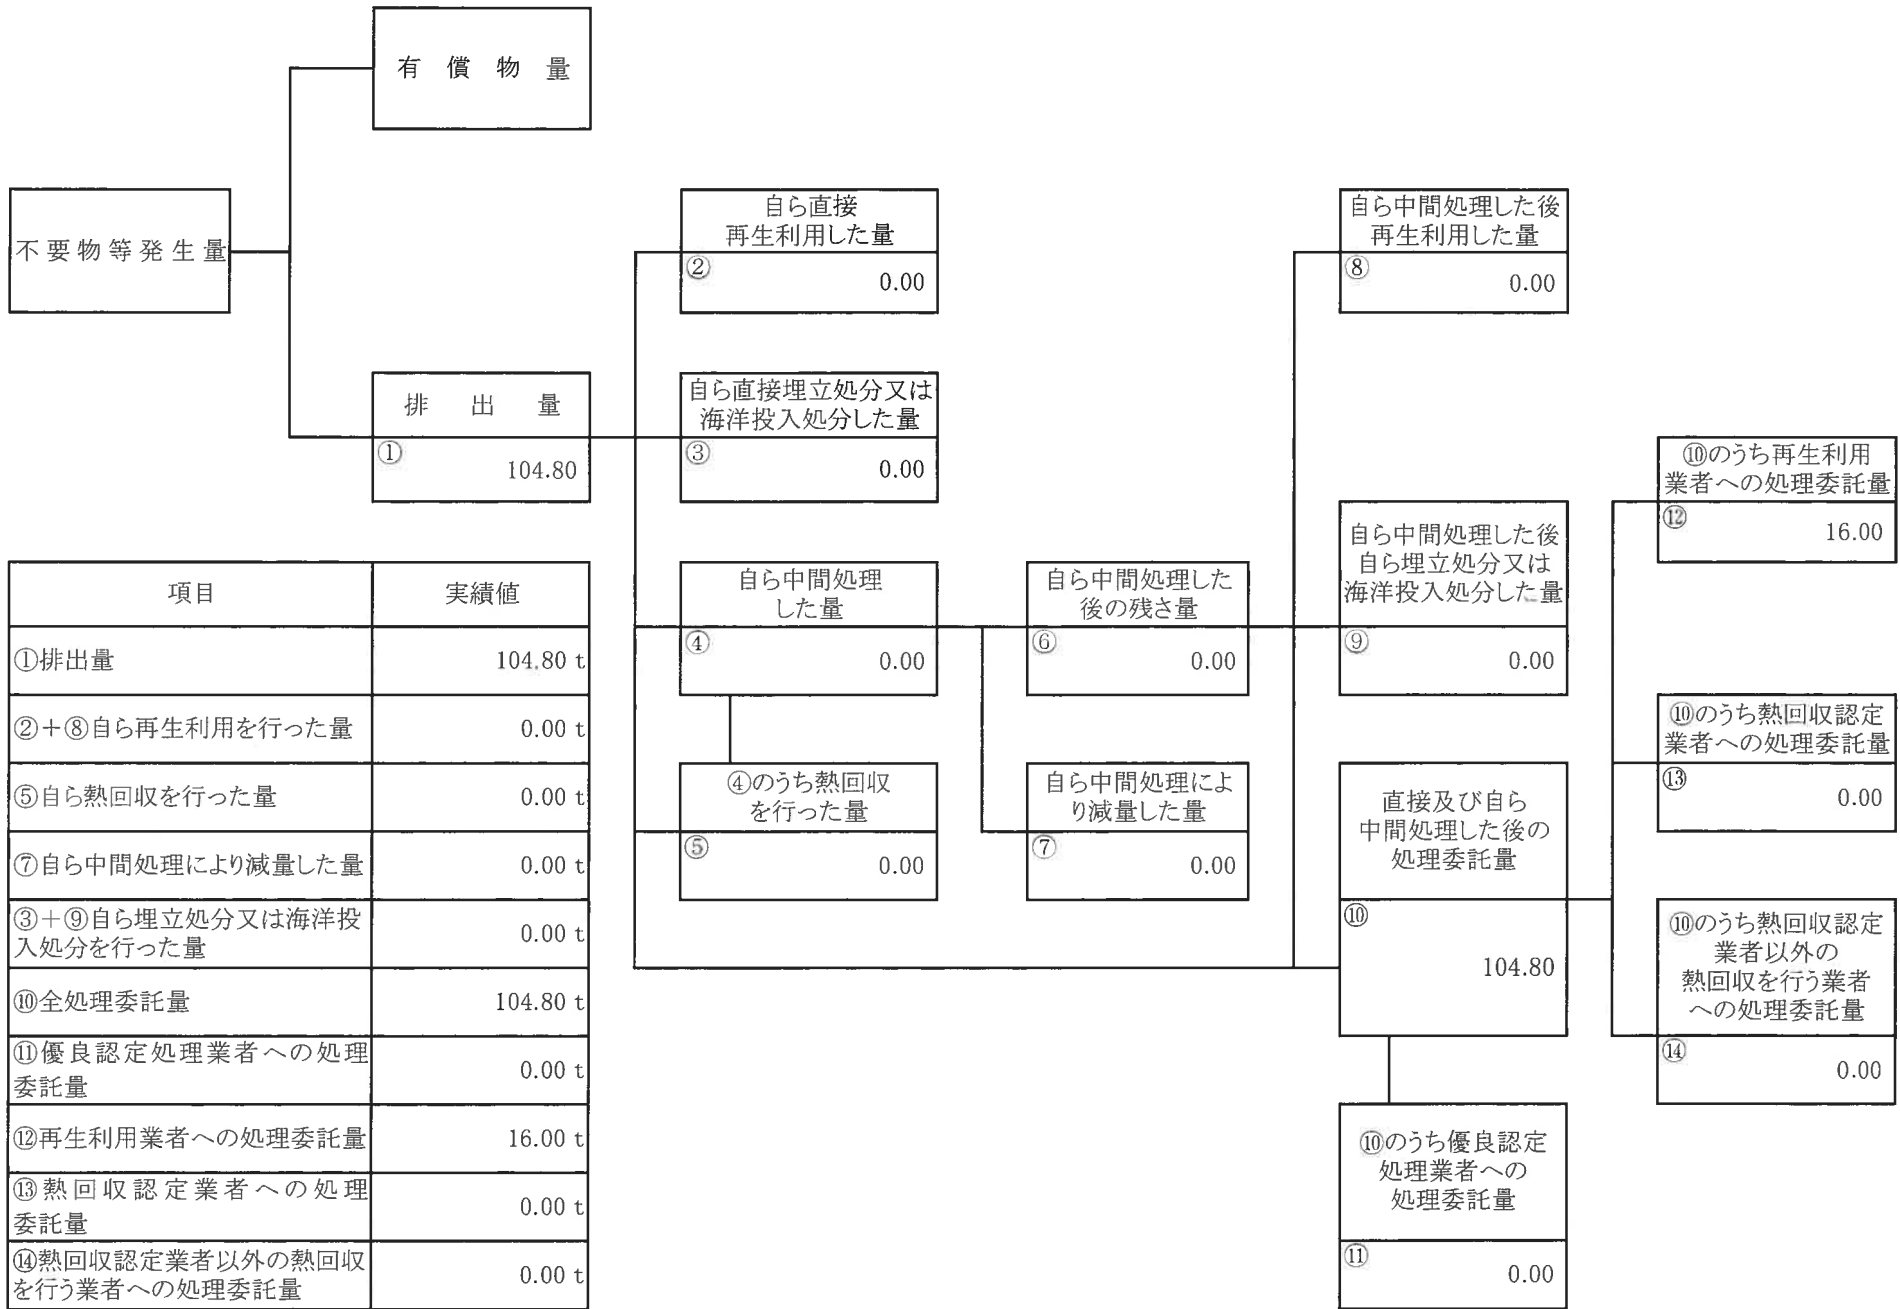 有償物量
不要物等発生量
排出量
①
104.80
自ら直接
再生利用した量
②
0.00
自ら直接埋立処分又は
海洋投入処分した量
③
0.00
自ら中間処理
した量
④
0.00
④のうち熱回収
を行った量
⑤
0.00
自ら中間処理した
後の残さ量
⑥
0.00
自ら中間処理によ
り減量した量
⑦
0.00
自ら中間処理した後
再生利用した量
⑧
0.00
自ら中間処理した後
自ら埋立処分又は
海洋投入処分した量
⑨
0.00
直接及び自ら
中間処理した後の
処理委託量
⑩
104.80
⑩のうち優良認定
処理業者への
処理委託量
⑪
0.00
⑩のうち再生利用
業者への処理委託量
⑫
16.00
⑩のうち熱回収認定
業者への処理委託量
⑬
0.00
⑩のうち熱回収認定
業者以外の
熱回収を行う業者
への処理委託量
⑭
0.00
項目 実績値
①排出量 104.80 t
②+⑧自ら再生利用を行った量 0.00 t
⑤自ら熱回収を行った量 0.00 t
⑦自ら中間処理により減量した量 0.00 t
③+⑨自ら埋立処分又は海洋投
入処分を行った量 0.00 t
⑩全処理委託量 104.80 t
⑪優良認定処理業者への処理
委託量 0.00 t
⑫再生利用業者への処理委託量 16.00 t
⑬熱回収認定業者への処理
委託量 0.00 t
⑭熱回収認定業者以外の熱回収
を行う業者への処理委託量 0.00 t